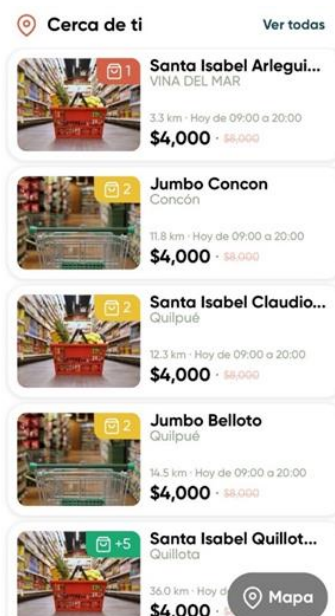 Cerca de ti
Ver todas
1
Santa Isabel Arlegui...
VINA DEL MAR
3.3 km · Hoy de 09:00 a 20:00
$4,000 · $8,000
2
Jumbo Concon
Concón
11.8 km · Hoy de 09:00 a 20:00
$4,000 · $8,000
2
Santa Isabel Claudio...
Quilpué
12.3 km · Hoy de 09:00 a 20:00
$4,000 · $8,000
2
Jumbo Belloto
Quilpué
14.5 km · Hoy de 09:00 a 20:00
$4,000 · $8,000
+5
Santa Isabel Quillot...
Quillota
36.0 km · Hoy d
Mapa
$4,000 ·